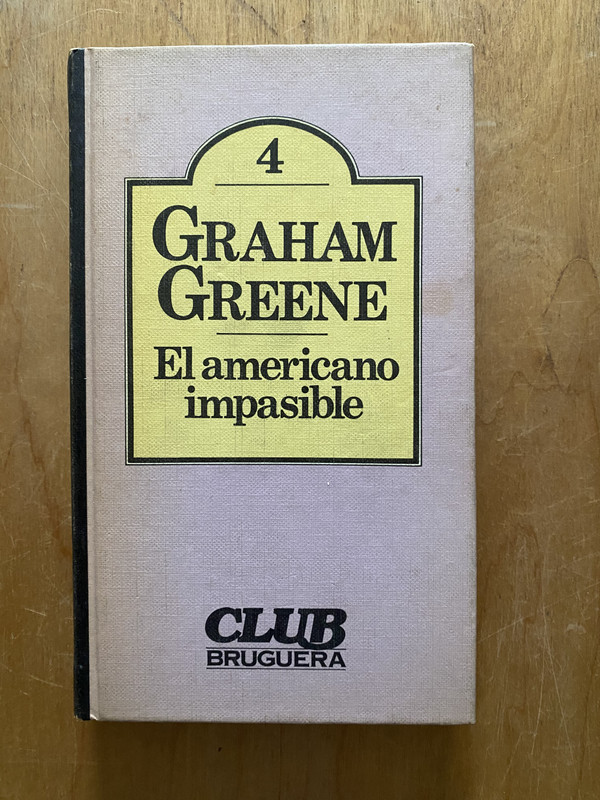 4
GRAHAM
GREENE
El americano
impasible
CLUB
BRUGUERA